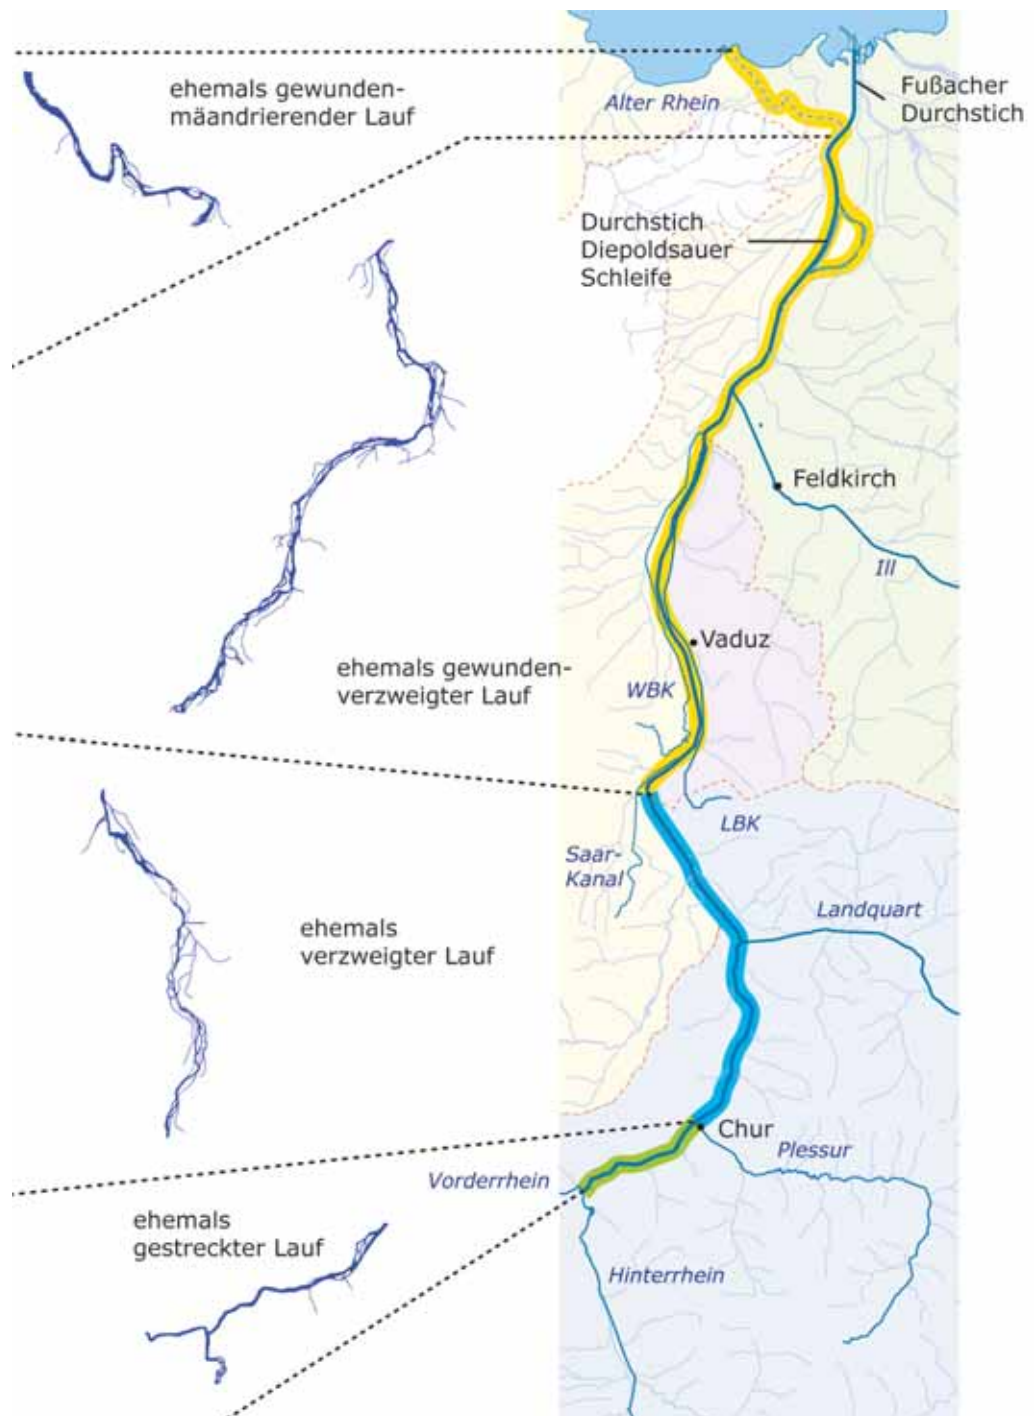 ehemals gewunden-
mäandrierender Lauf
Alter Rhein
Fußacher
Durchstich
Durchstich
Diepoldsauer
Schleife
Feldkirch
Ill
Vaduz
ehemals gewunden-
verzweigter Lauf
WBK
LBK
Saar-
Kanal
Landquart
ehemals
verzweigter Lauf
Chur
Plessur
Vorderrhein
ehemals
gestreckter Lauf
Hinterrhein